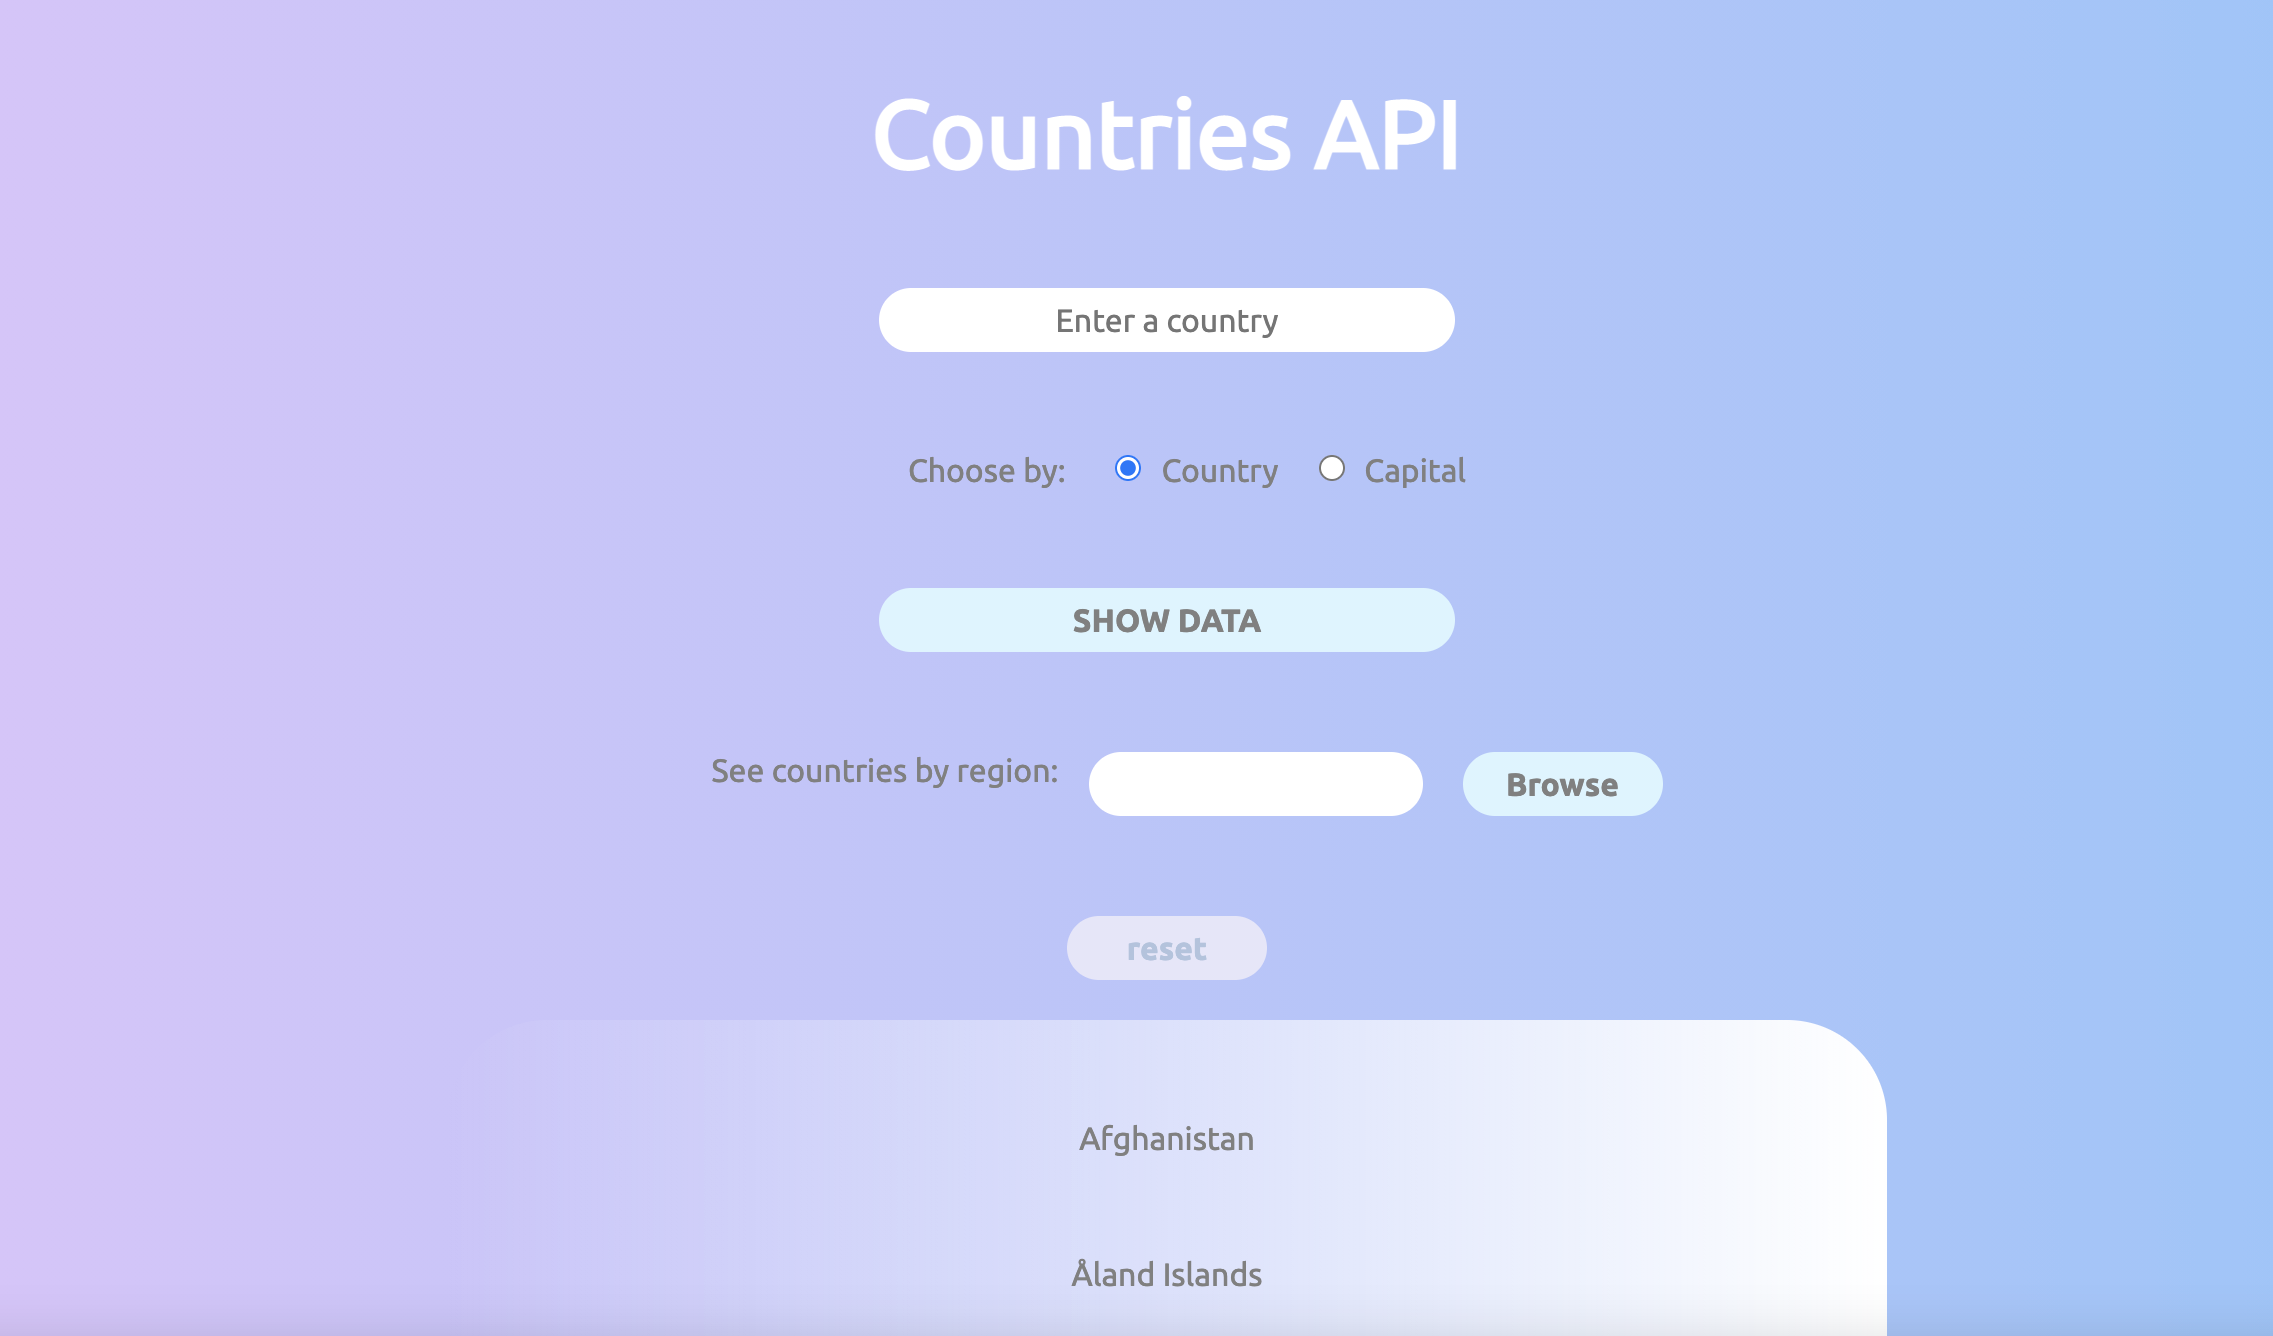 Countries API
Enter a country
Choose by: Country Capital
SHOW DATA
See countries by region: Browse
reset
Afghanistan
Åland Islands